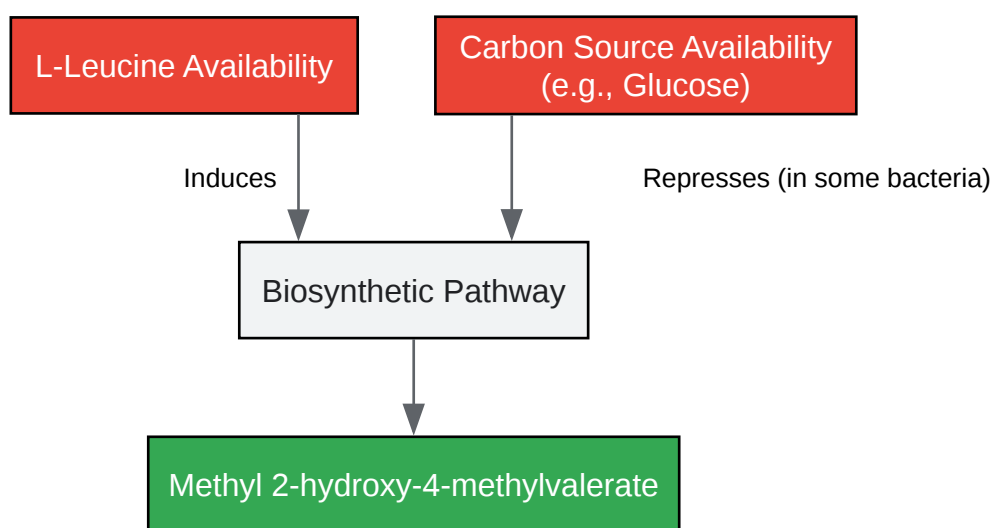 L-Leucine Availability
Carbon Source Availability
(e.g., Glucose)
Induces
Represses (in some bacteria)
Biosynthetic Pathway
Methyl 2-hydroxy-4-methylvalerate